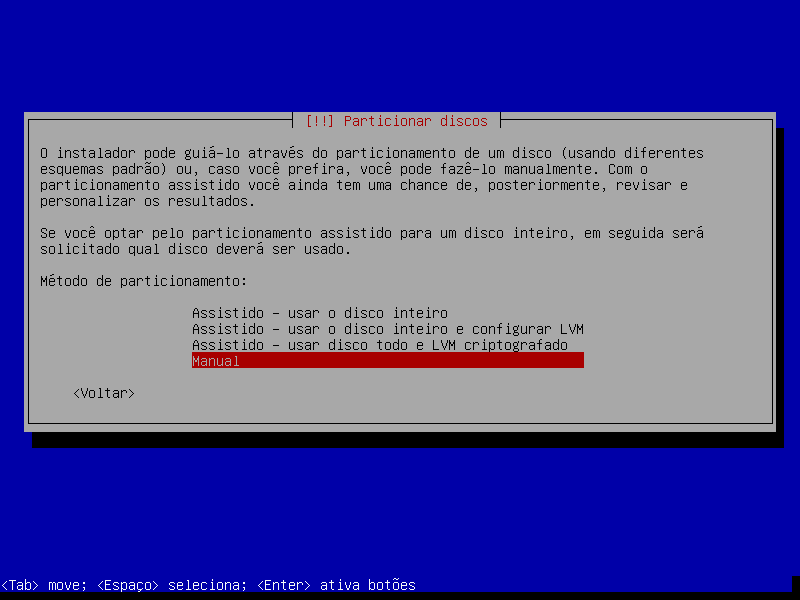 [!!] Particionar discos
O instalador pode guiá-lo através do particionamento de um disco (usando diferentes
esquemas padrão) ou, caso você prefira, você pode fazê-lo manualmente. Com o
particionamento assistido você ainda tem uma chance de, posteriormente, revisar e
personalizar os resultados.
Se você optar pelo particionamento assistido para um disco inteiro, em seguida será
solicitado qual disco deverá ser usado.
Método de particionamento:
Assistido - usar o disco inteiro
Assistido - usar o disco inteiro e configurar LVM
Assistido - usar disco todo e LVM criptografado
Manual
<Voltar>
<Tab> move; <Espaço> seleciona; <Enter> ativa botões